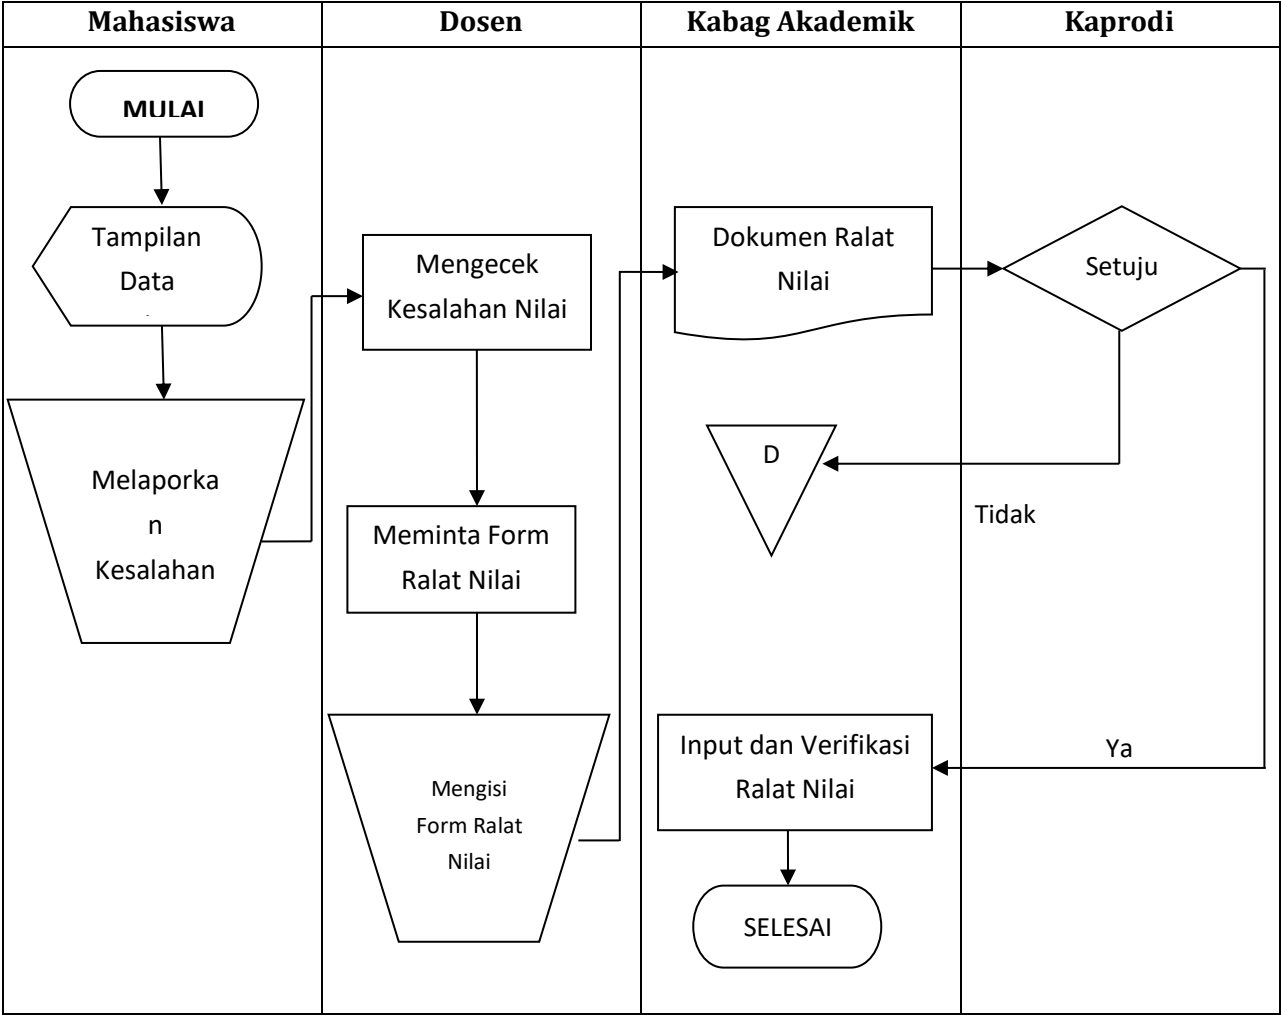 Mahasiswa
Dosen
Kabag Akademik
Kaprodi
MULAI
Tampilan
Data
Melaporka
n
Kesalahan
Mengecek
Kesalahan Nilai
Meminta Form
Ralat Nilai
Mengisi
Form Ralat
Nilai
Dokumen Ralat
Nilai
D
Input dan Verifikasi
Ralat Nilai
SELESAI
Setuju
Tidak
Ya